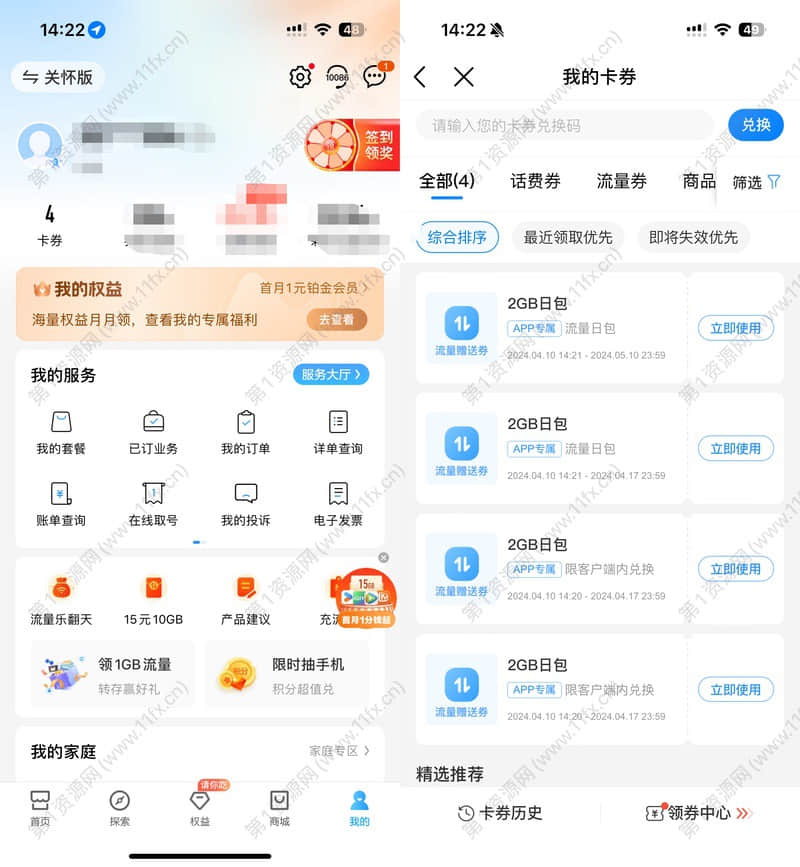 14:22
48
关怀版
10086
1
签到
领奖
4
卡券
我的权益
首月1元铂金会员
海量权益月月领，查看我的专属福利
去查看
我的服务
服务大厅
我的套餐
已订业务
我的订单
详单查询
账单查询
在线取号
我的投诉
电子发票
流量乐翻天
15元10GB
产品建议
充流
15GB
首月1分钱起
领1GB流量
转存赢好礼
限时抽手机
积分超值兑
我的家庭
家庭专区
请你吃
首页
探索
权益
商城
我的
14:22
49
我的卡券
请输入您的卡券兑换码
兑换
全部(4)
话费券
流量券
商品
筛选
综合排序
最近领取优先
即将失效优先
2GB日包
APP专属 流量日包
流量赠送券
2024.04.10 14:21 - 2024.05.10 23:59
立即使用
2GB日包
APP专属 流量日包
流量赠送券
2024.04.10 14:21 - 2024.04.17 23:59
立即使用
2GB日包
APP专属 限客户端内兑换
流量赠送券
2024.04.10 14:20 - 2024.04.17 23:59
立即使用
2GB日包
APP专属 限客户端内兑换
流量赠送券
2024.04.10 14:20 - 2024.04.17 23:59
立即使用
精选推荐
卡券历史
领券中心
第1资源网 (www.11fx.cn)